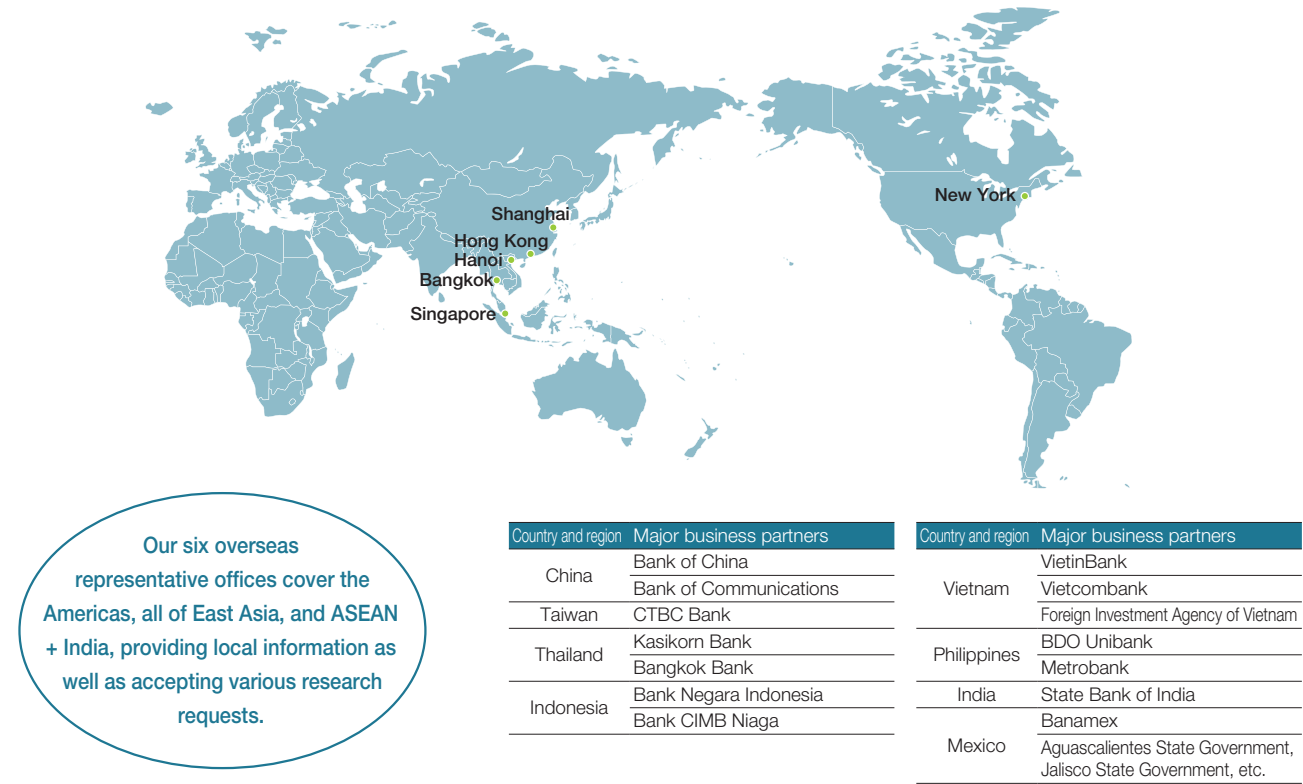 New York
Shanghai
Hong Kong
Hanoi
Bangkok
Singapore
Our six overseas
representative offices cover the
Americas, all of East Asia, and ASEAN
+ India, providing local information as
well as accepting various research
requests.
Country and region Major business partners
China
Bank of China
Bank of Communications
Taiwan CTBC Bank
Thailand
Kasikorn Bank
Bangkok Bank
Indonesia
Bank Negara Indonesia
Bank CIMB Niaga
Country and region Major business partners
Vietnam
VietinBank
Vietcombank
Foreign Investment Agency of Vietnam
Philippines
BDO Unibank
Metrobank
India State Bank of India
Mexico
Banamex
Aguascalientes State Government,
Jalisco State Government, etc.